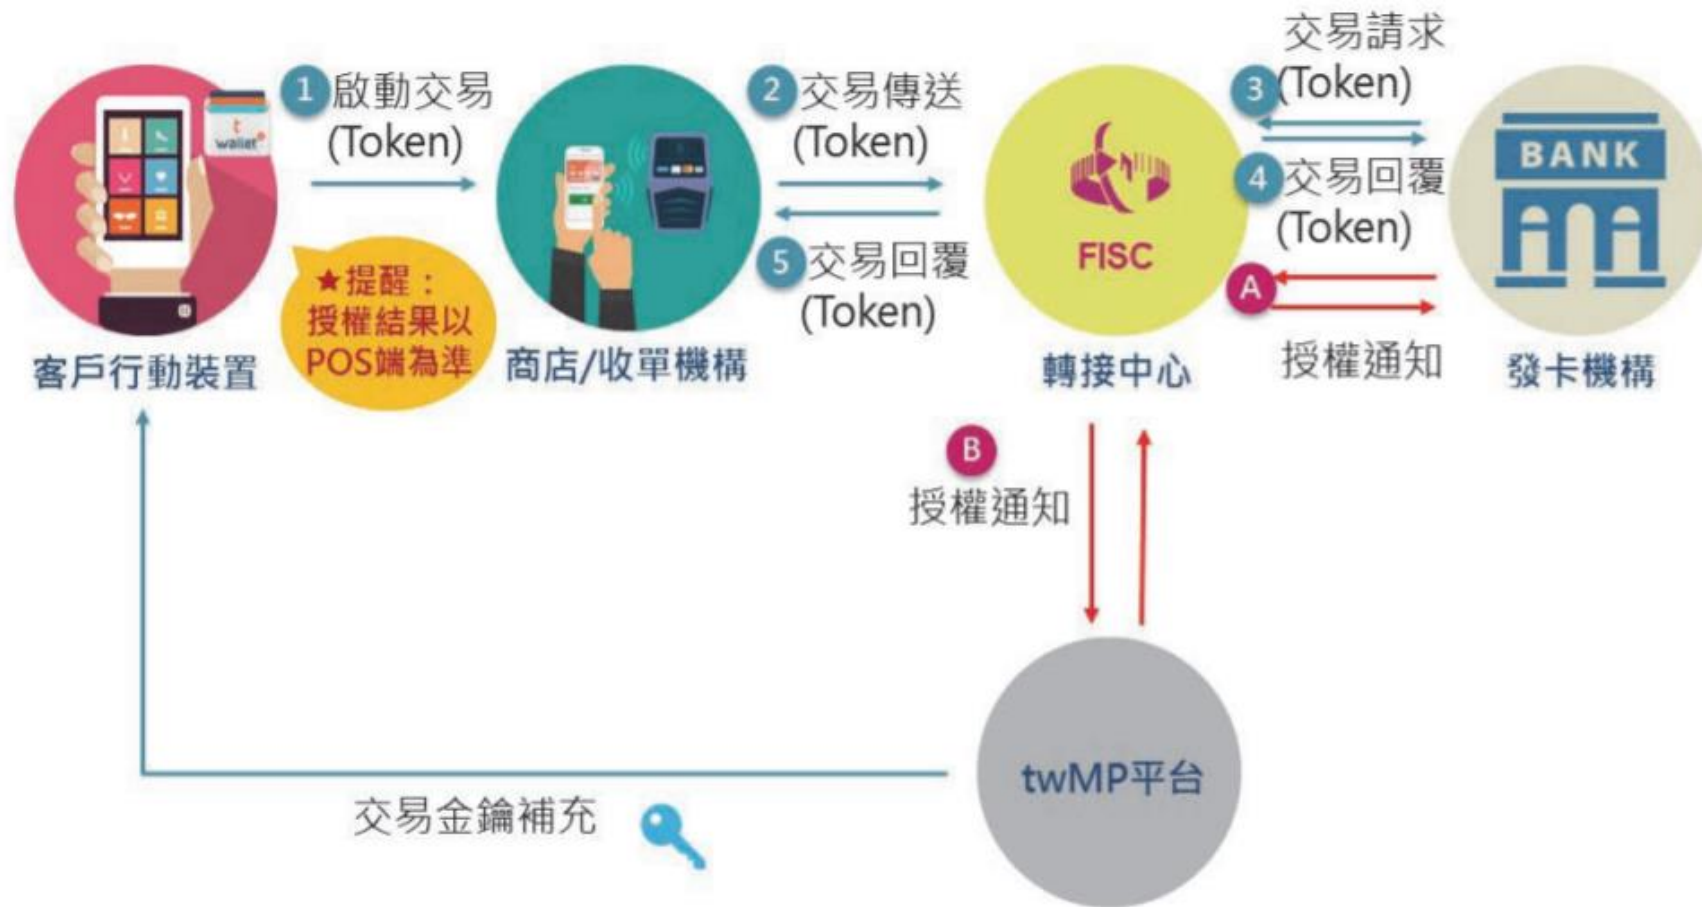 1 啟動交易
(Token)
2 交易傳送
(Token)
交易請求
3 (Token)
4 交易回覆
(Token)
5 交易回覆
(Token)
t
wallet
FISC
BANK
★提醒：
授權結果以
POS端為準
A
授權通知
客戶行動裝置
商店/收單機構
轉接中心
發卡機構
B
授權通知
twMP平台
交易金鑰補充